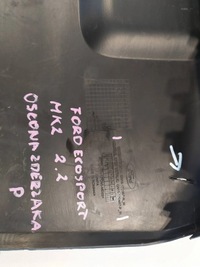 FORD ECOSPORT
MK2 2.2
OSŁONA ZDERZAKA
P